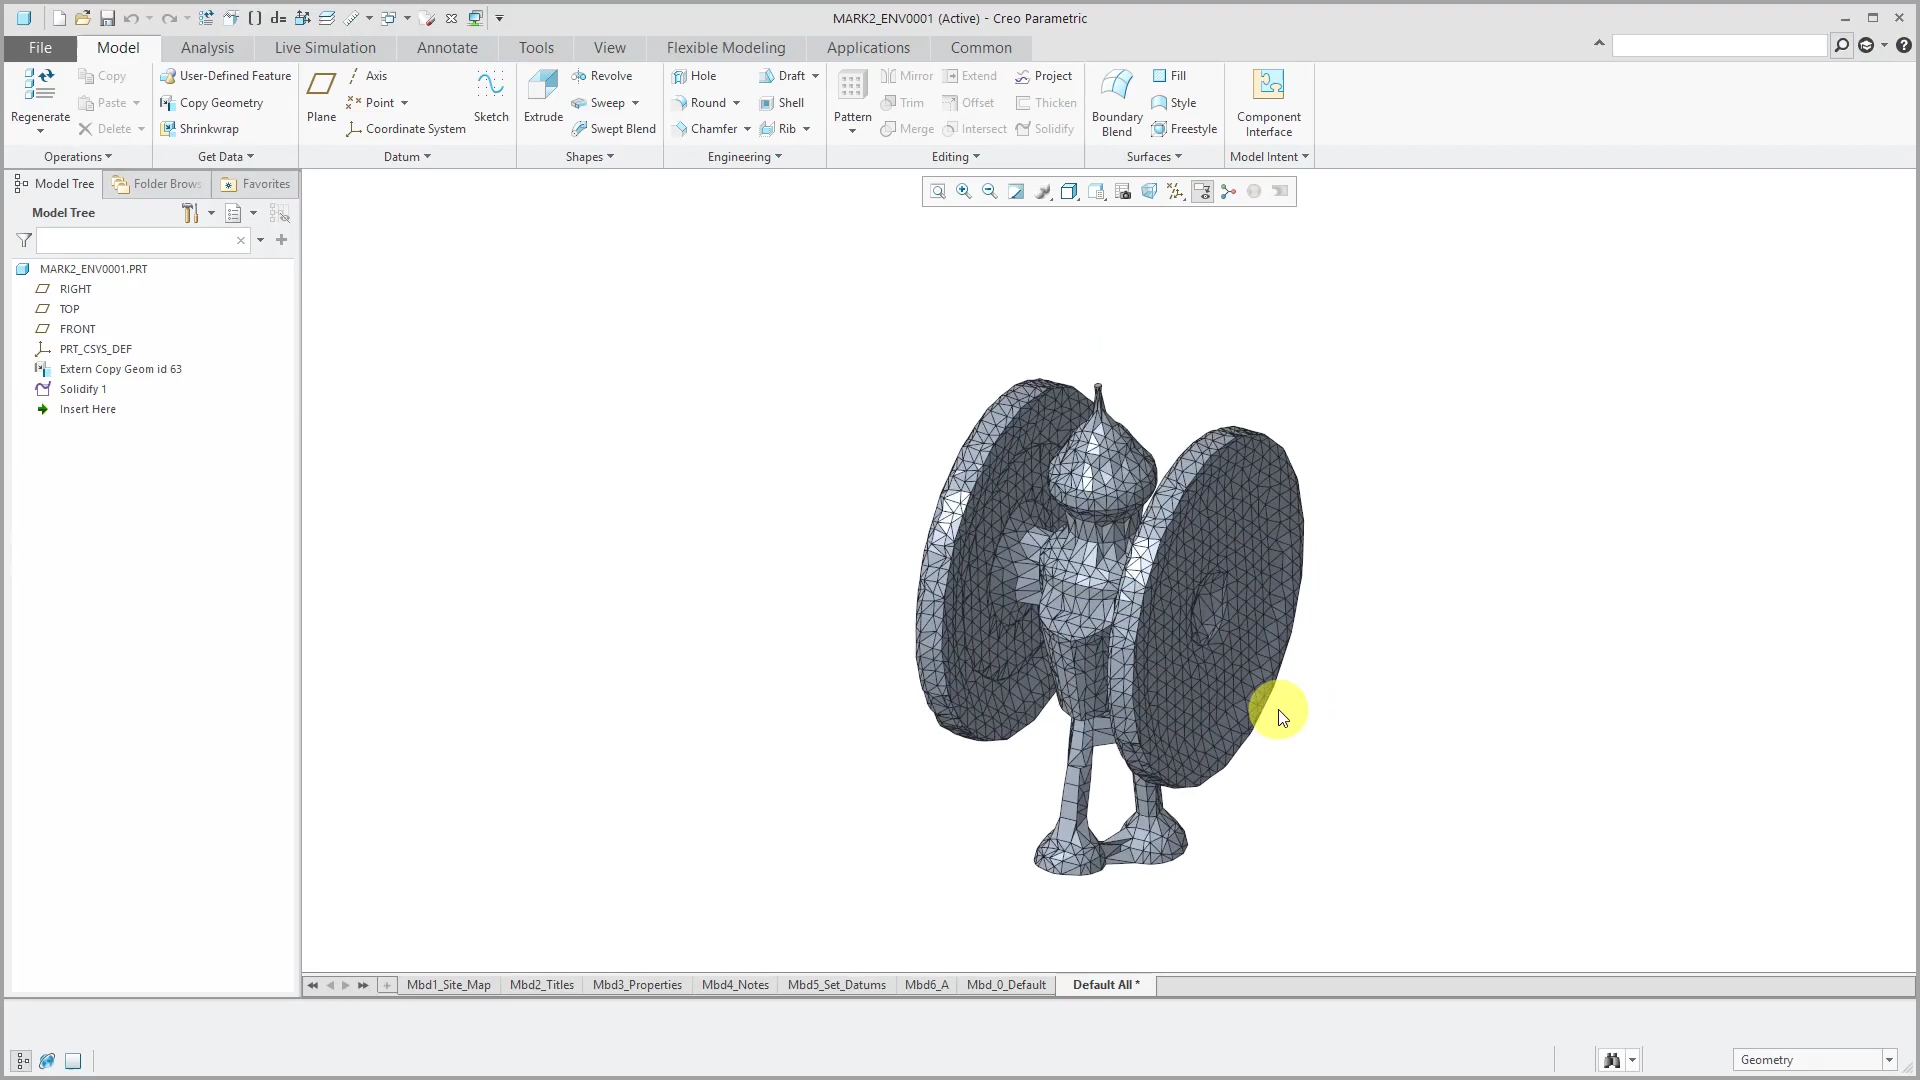 MARK2_ENV0001 (Active) - Creo Parametric
File Model Analysis Live Simulation Annotate Tools View Flexible Modeling Applications Common
Regenerate
Copy
Paste
Delete
Operations
User-Defined Feature
Copy Geometry
Shrinkwrap
Get Data
Plane
Axis
Point
Coordinate System
Sketch
Datum
Extrude
Revolve
Sweep
Swept Blend
Shapes
Hole
Round
Chamfer
Draft
Shell
Rib
Engineering
Pattern
Mirror
Trim
Merge
Extend
Offset
Intersect
Project
Thicken
Solidify
Editing
Boundary
Blend
Fill
Style
Freestyle
Surfaces
Component
Interface
Model Intent
Model Tree Folder Brows Favorites
Model Tree
MARK2_ENV0001.PRT
RIGHT
TOP
FRONT
PRT_CSYS_DEF
Extern Copy Geom id 63
Solidify 1
Insert Here
Mbd1_Site_Map Mbd2_Titles Mbd3_Properties Mbd4_Notes Mbd5_Set_Datums Mbd6_A Mbd_0_Default Default All *
Geometry